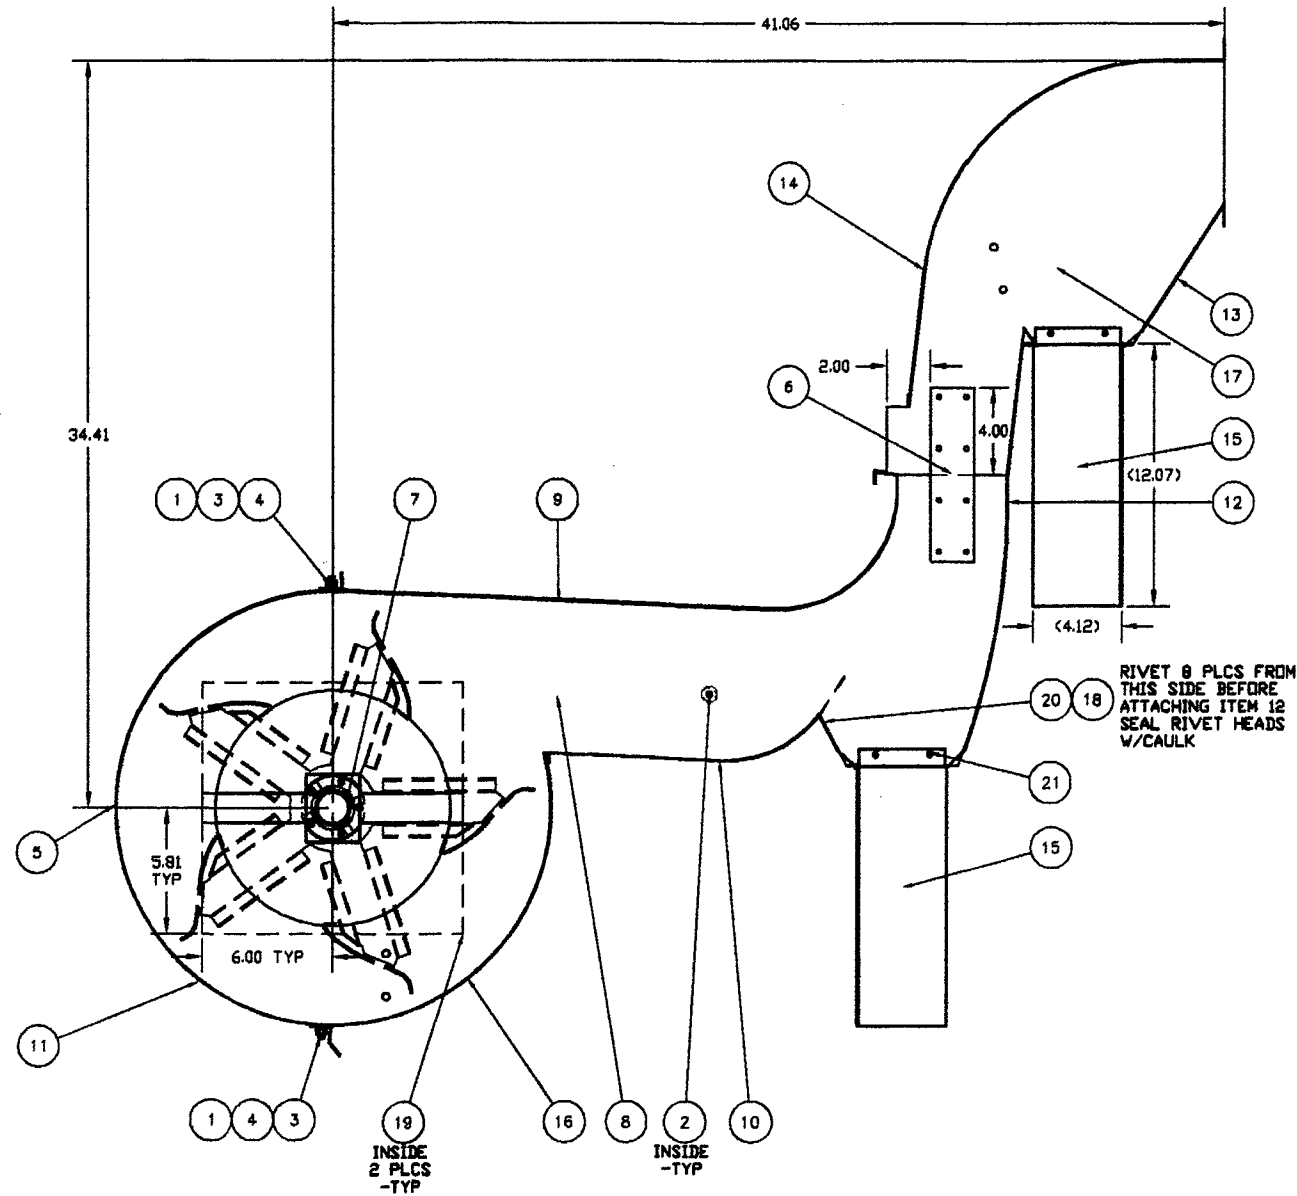 41.06
14
13
2.00
6
17
4.00
34.41
15
(12.07)
1 3 4
7
9
12
(4.12)
20 18
RIVET 8 PLCS FROM
THIS SIDE BEFORE
ATTACHING ITEM 12
SEAL RIVET HEADS
W/CAULK
21
5
5.81
TYP
15
6.00 TYP
11
1 4 3
19
16
8
2
10
INSIDE
2 PLCS
-TYP
INSIDE
-TYP